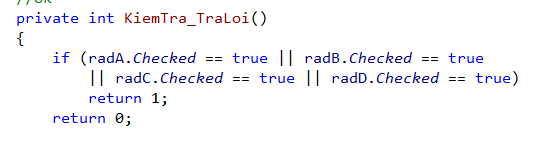 //OK
private int KiemTra_TraLoi()
{
if (radA.Checked == true || radB.Checked == true
|| radC.Checked == true || radD.Checked == true)
return 1;
return 0;